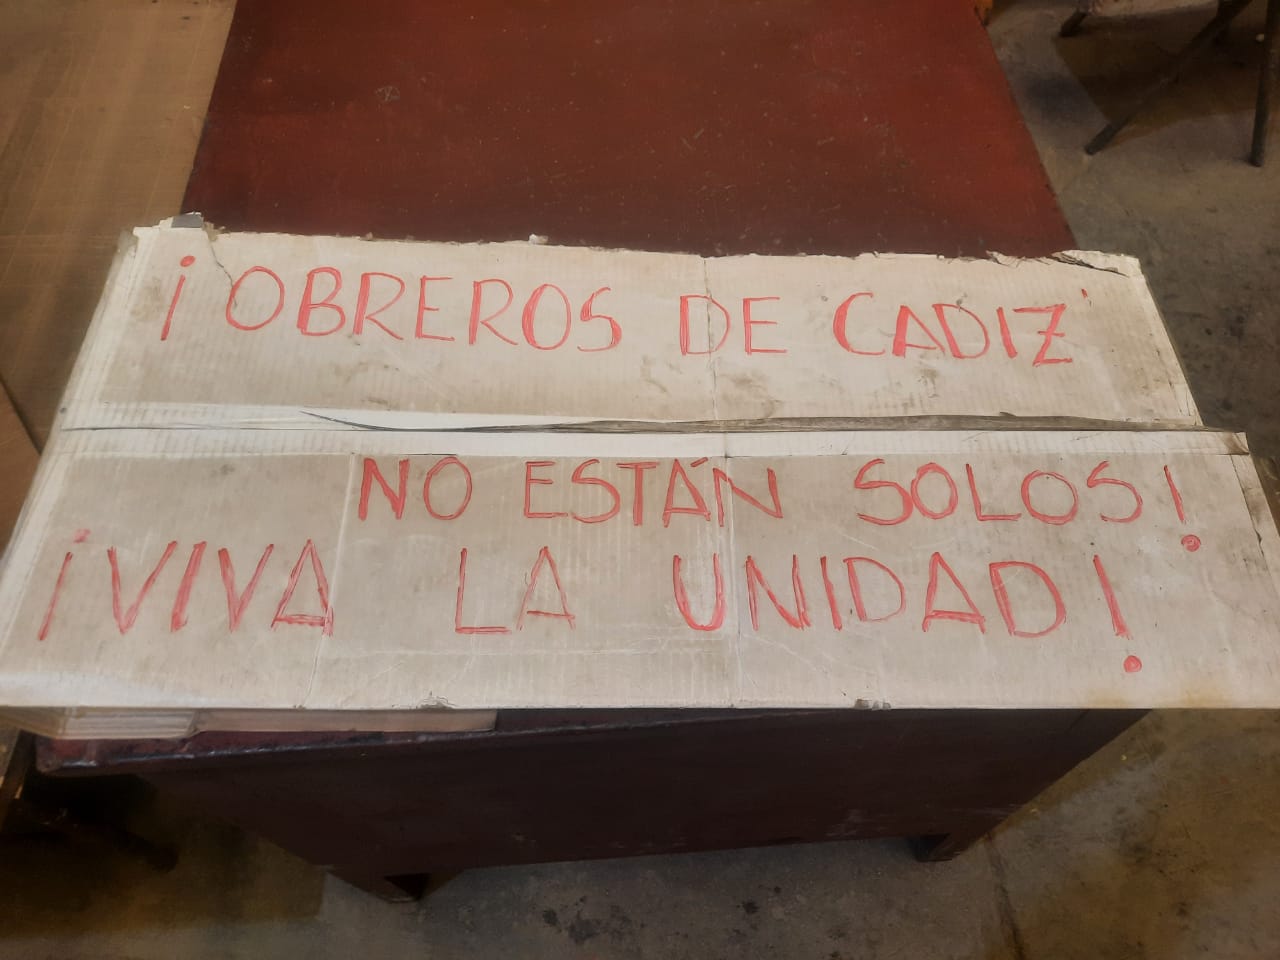 ¡OBREROS DE CADIZ'
NO ESTÁN SOLOS!
¡VIVA LA UNIDAD!